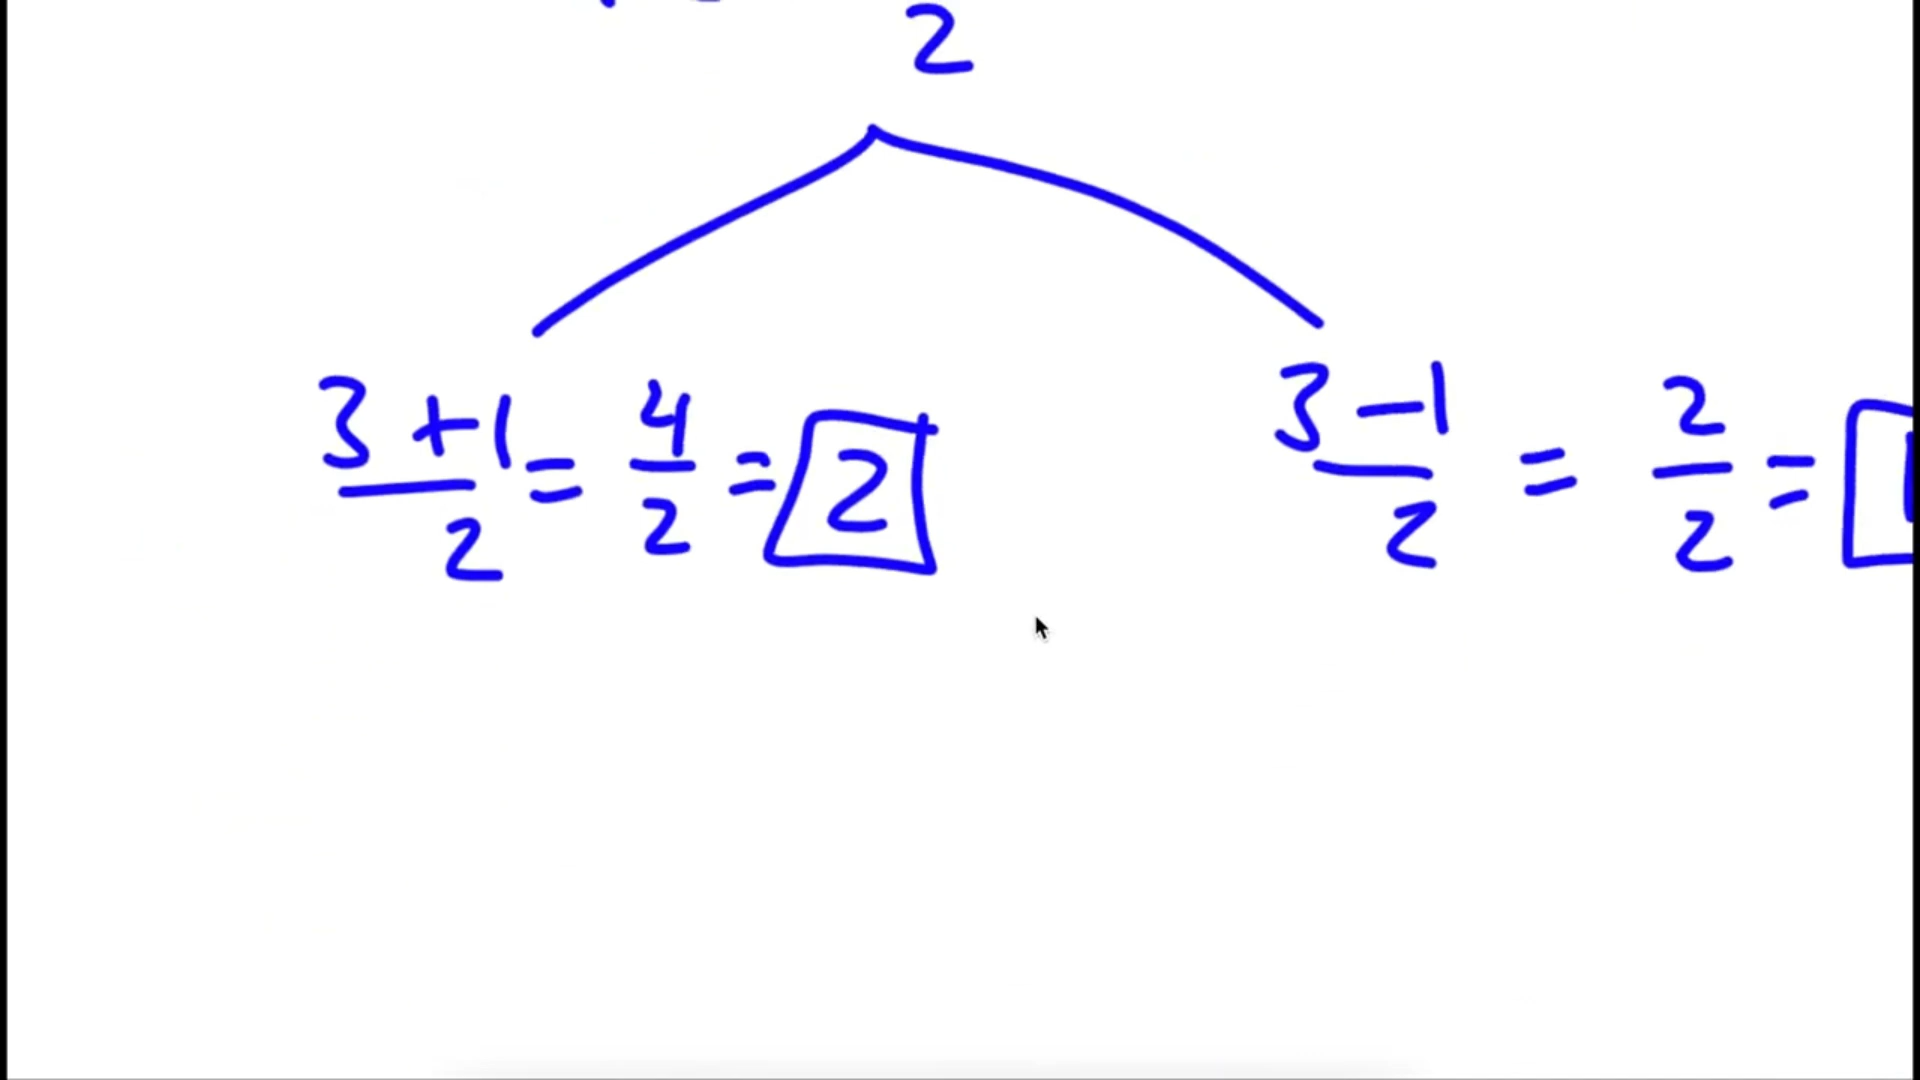 2
3+1/2 = 4/2 = 2
3-1/2 = 2/2 =